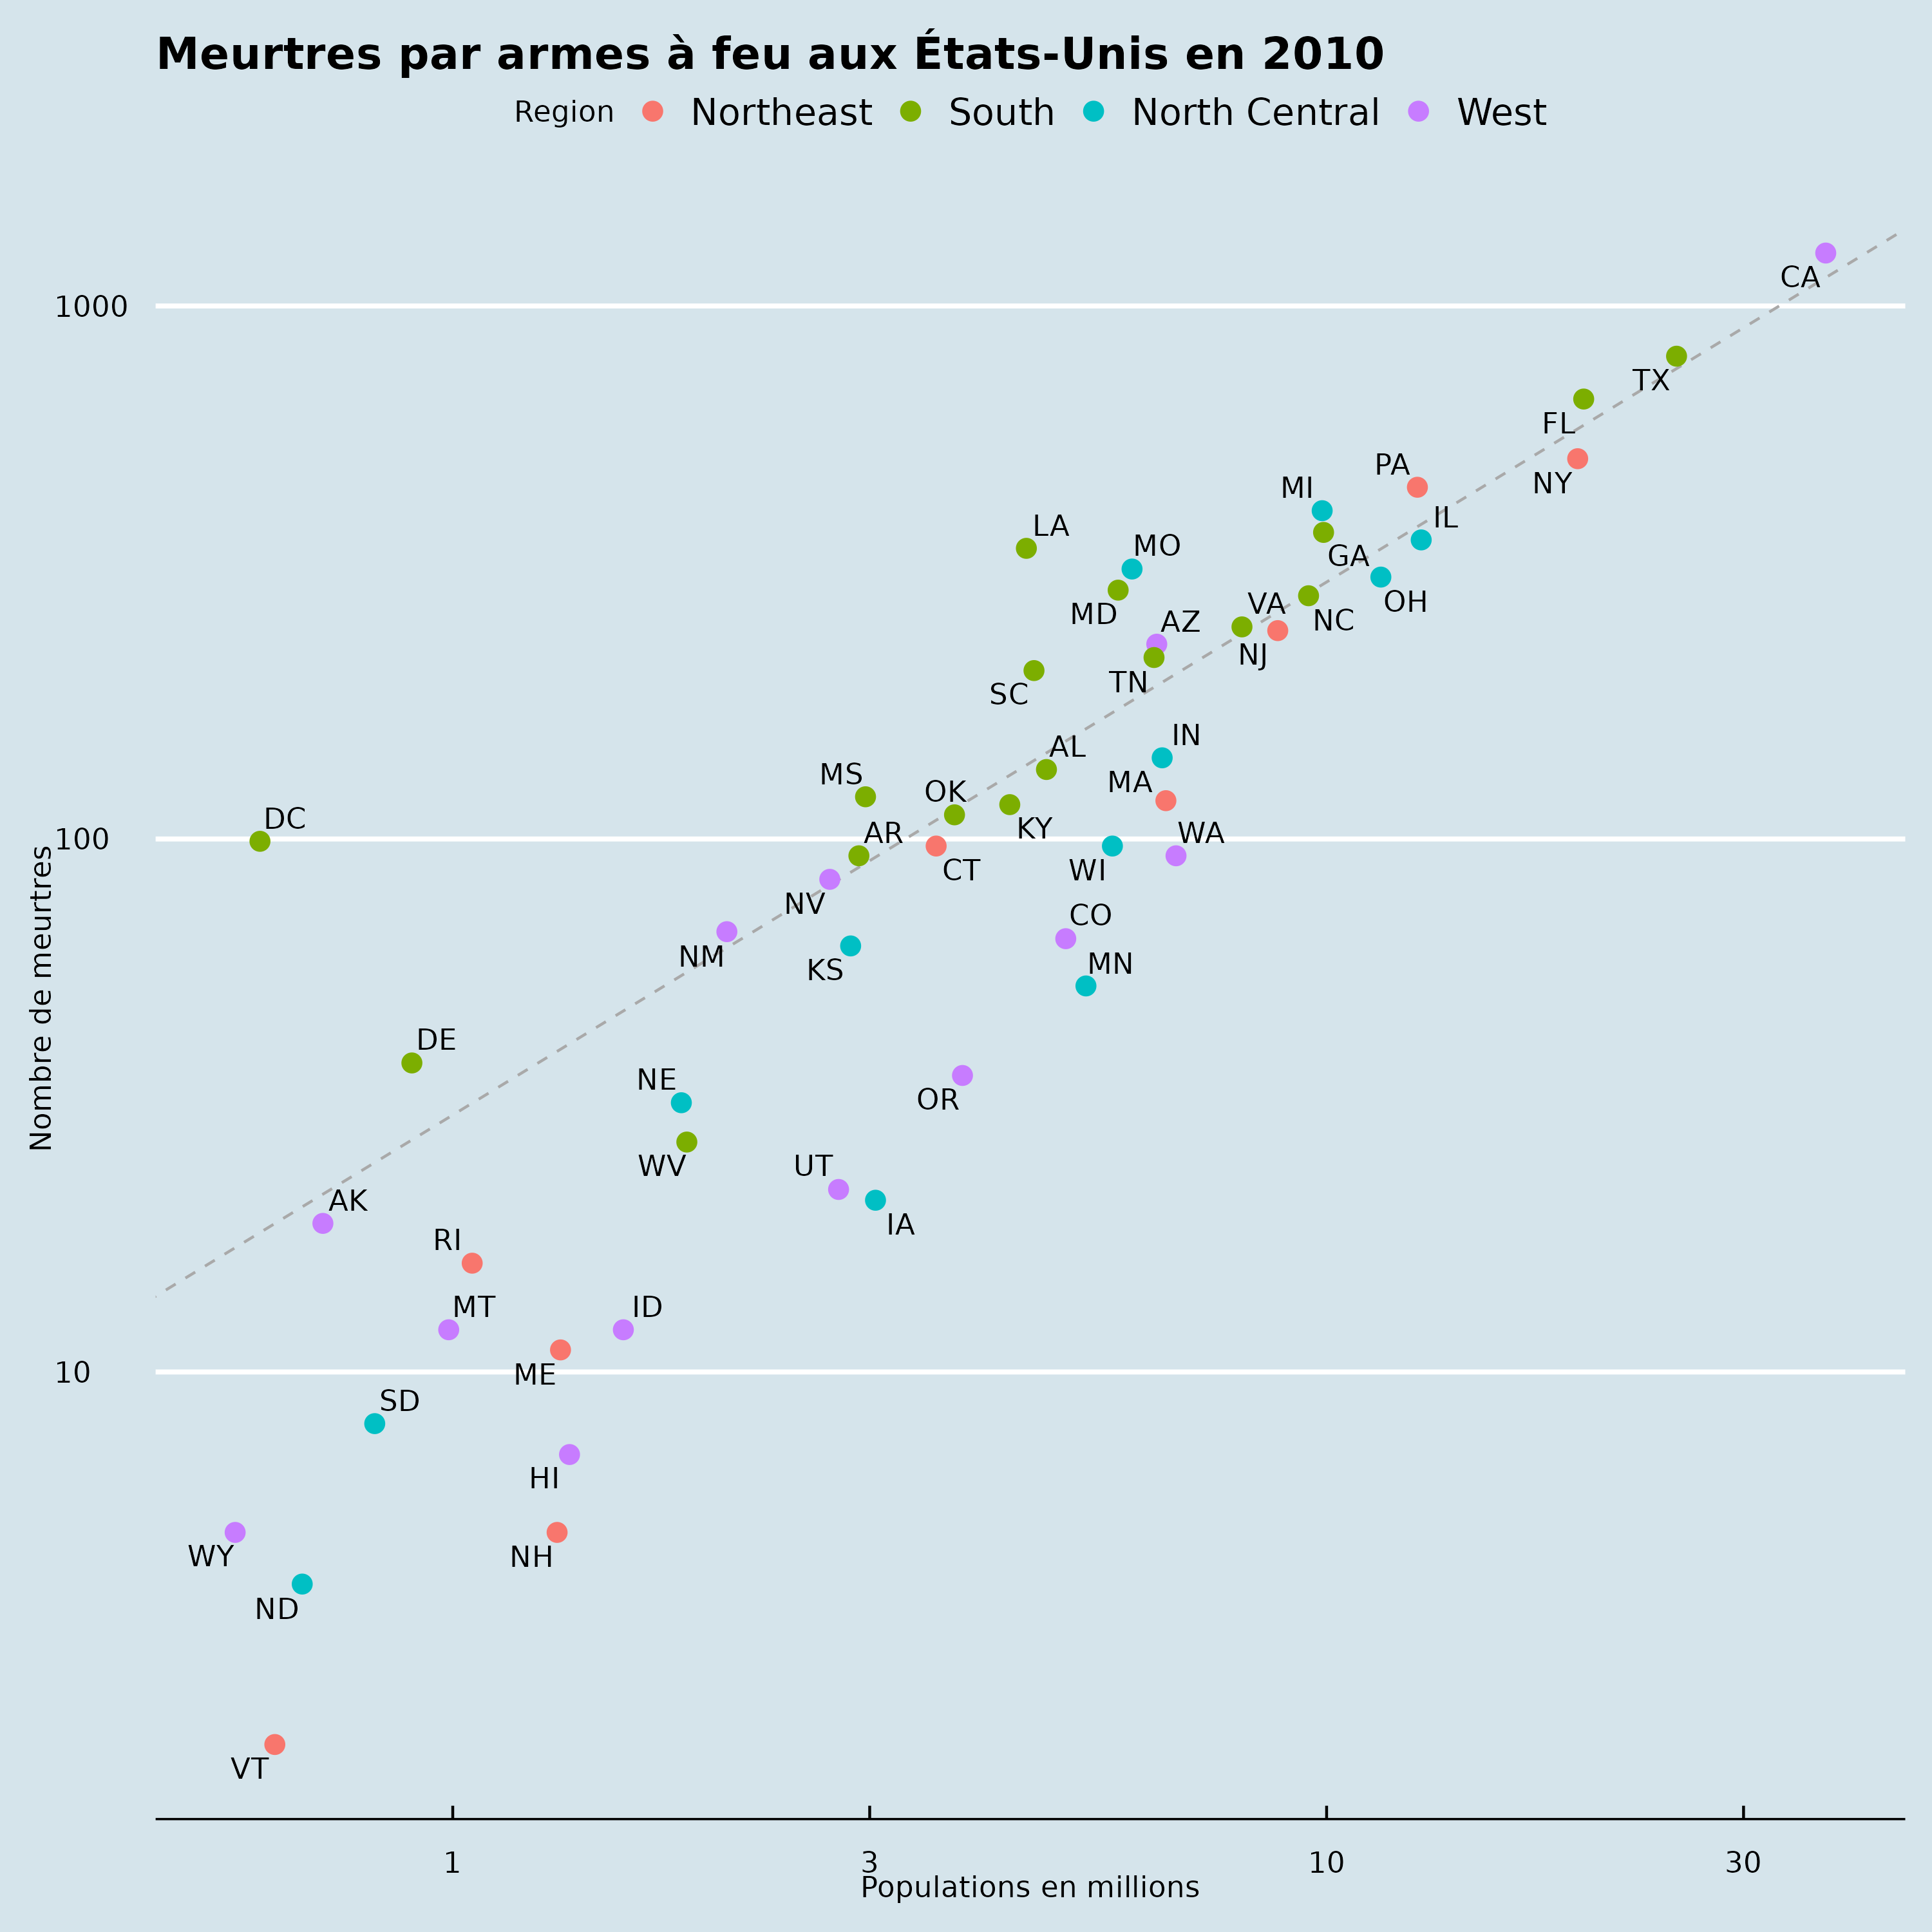 Meurtres par armes à feu aux États-Unis en 2010
Region Northeast South North Central West
CA
1000
TX
FL
PA
NY
MI
IL
LA
MO
GA
OH
MD
VA
NC
AZ
NJ
TN
SC
IN
AL
MS
MA
OK
DC
KY
AR
WA
100
CT
WI
NV
CO
NM
MN
KS
DE
NE
OR
WV
UT
AK
IA
RI
MT
ID
10
ME
SD
HI
WY
NH
ND
VT
Nombre de meurtres
1 3 10 30
Populations en millions